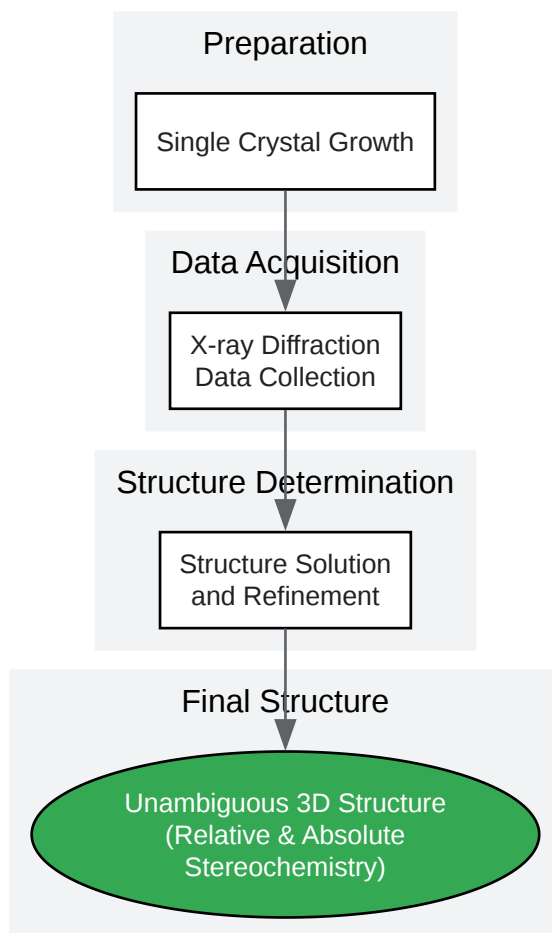 Preparation
Single Crystal Growth
Data Acquisition
X-ray Diffraction
Data Collection
Structure Determination
Structure Solution
and Refinement
Final Structure
Unambiguous 3D Structure
(Relative & Absolute
Stereochemistry)